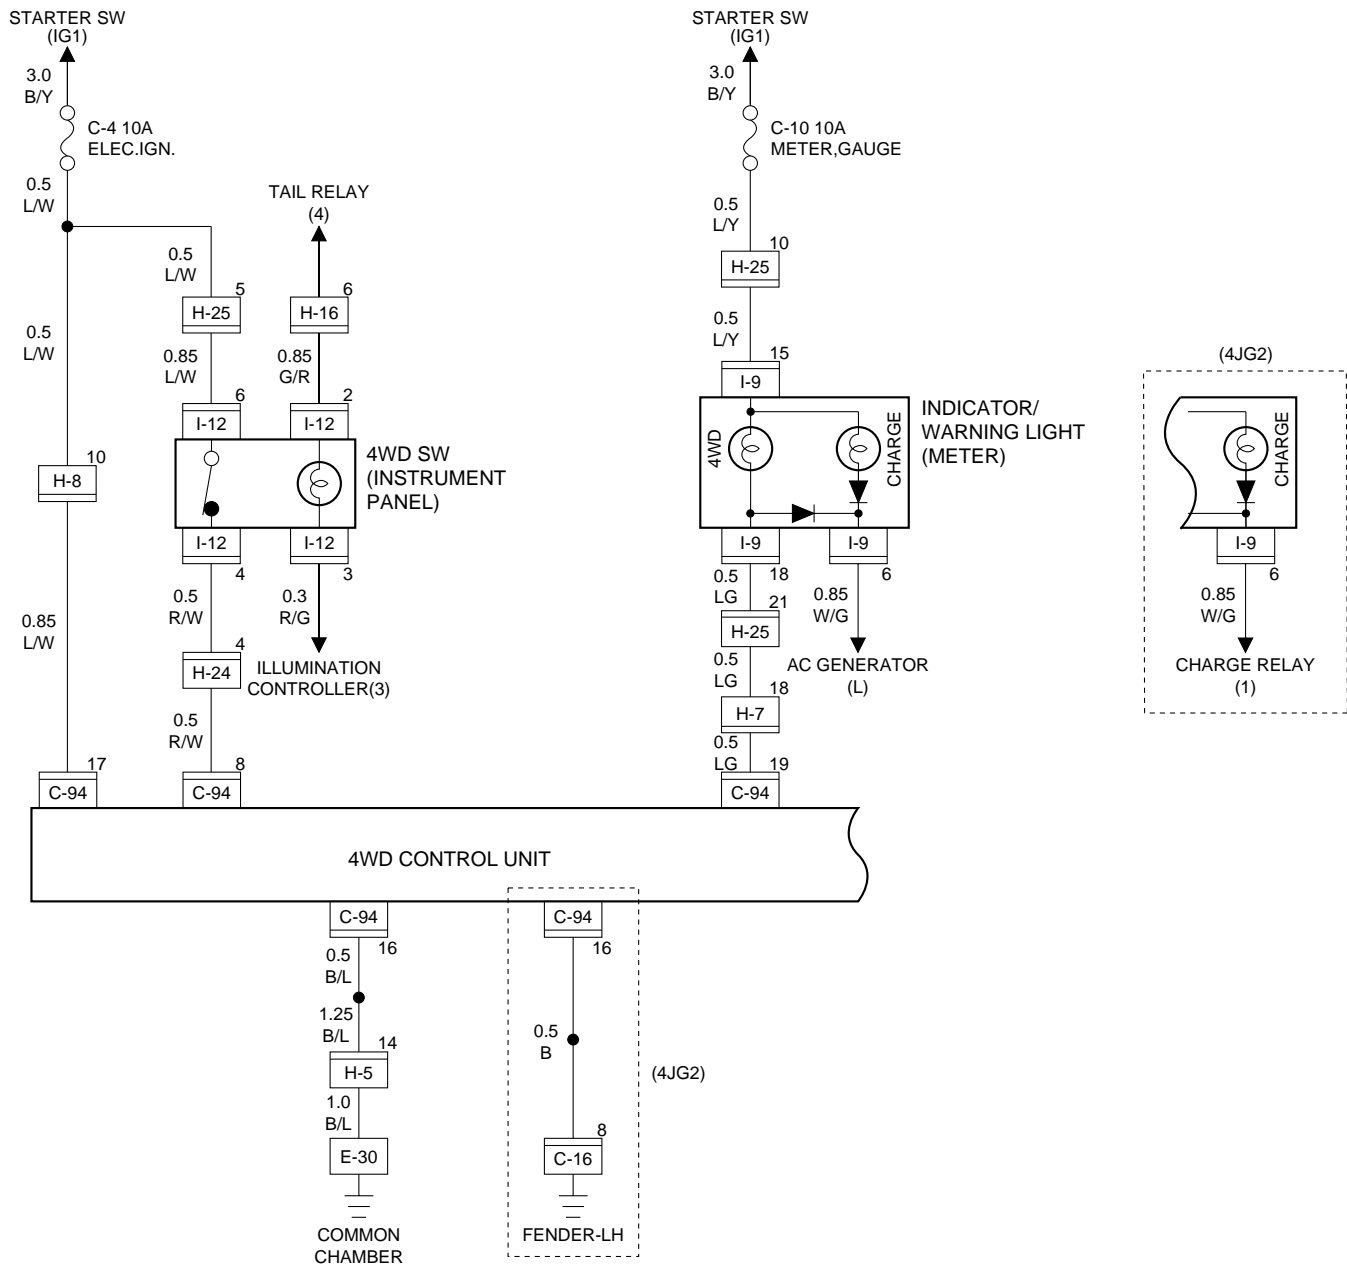 STARTER SW
(IG1)
3.0
B/Y
C-4 10A
ELEC.IGN.
0.5
L/W
0.5
L/W
5
H-25
0.85
L/W
6
I-12
TAIL RELAY
(4)
6
H-16
0.85
G/R
2
I-12
4WD SW
(INSTRUMENT
PANEL)
0.5
L/W
10
H-8
0.85
L/W
17
C-94
I-12
4
0.5
R/W
4
H-24
0.5
R/W
8
C-94
I-12
3
0.3
R/G
ILLUMINATION
CONTROLLER(3)
STARTER SW
(IG1)
3.0
B/Y
C-10 10A
METER,GAUGE
0.5
L/Y
10
H-25
0.5
L/Y
15
I-9
4WD
CHARGE
INDICATOR/
WARNING LIGHT
(METER)
I-9
18
0.5
LG
21
H-25
0.5
LG
18
H-7
0.5
LG
19
C-94
I-9
6
0.85
W/G
AC GENERATOR
(L)
(4JG2)
CHARGE
I-9
6
0.85
W/G
CHARGE RELAY
(1)
4WD CONTROL UNIT
C-94
16
0.5
B/L
1.25
B/L
14
H-5
1.0
B/L
E-30
COMMON
CHAMBER
C-94
16
0.5
B
8
C-16
FENDER-LH
(4JG2)